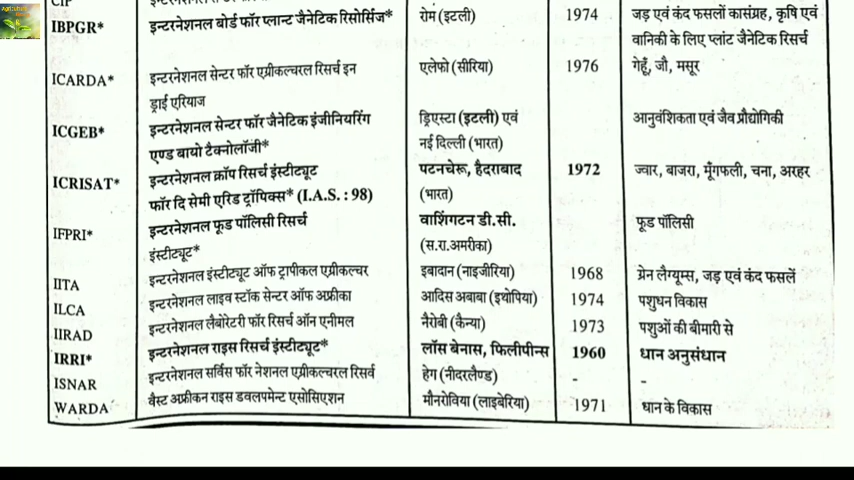 CIP
IBPGR* इन्टरनेशनल बोर्ड फॉर प्लान्ट जैनेटिक रिसोर्सिज* रोम (इटली) 1974 जड़ एवं कंद फसलों कासंग्रह, कृषि एवं
वानिकी के लिए प्लांट जैनेटिक रिसर्च
ICARDA* इन्टरनेशनल सेन्टर फॉर एग्रीकल्चरल रिसर्च इन एलेफो (सीरिया) 1976 गेहूँ, जौ, मसूर
ड्राई एरियाज
ICGEB* इन्टरनेशनल सेन्टर फॉर जैनेटिक इंजीनियरिंग ड्रिएस्टा (इटली) एवं आनुवंशिकता एवं जैव प्रौद्योगिकी
एण्ड बायो टैक्नोलॉजी* नई दिल्ली (भारत)
ICRISAT* इन्टरनेशनल क्रॉप रिसर्च इंस्टीट्यूट पटनचेरू, हैदराबाद 1972 ज्वार, बाजरा, मूँगफली, चना, अरहर
फॉर दि सेमी एरिड ट्रॉपिक्स* (I.A.S. : 98) (भारत)
IFPRI* इन्टरनेशनल फूड पॉलिसी रिसर्च वाशिंगटन डी.सी. फूड पॉलिसी
इंस्टीट्यूट* (स.रा.अमरीका)
IITA इन्टरनेशनल इंस्टीट्यूट ऑफ ट्रापीकल एग्रीकल्चर इबादान (नाइजीरिया) 1968 ग्रेन लैग्यूम्स, जड़ एवं कंद फसलें
ILCA इन्टरनेशनल लाइव स्टॉक सेन्टर ऑफ अफ्रीका आदिस अबाबा (इथोपिया) 1974 पशुधन विकास
IIRAD इन्टरनेशनल लैबोरेटरी फॉर रिसर्च ऑन एनीमल नैरोबी (कैन्या) 1973 पशुओं की बीमारी से
IRRI* इन्टरनेशनल राइस रिसर्च इंस्टीट्यूट* लॉस बेनास, फिलीपीन्स 1960 धान अनुसंधान
ISNAR इन्टरनेशनल सर्विस फॉर नेशनल एग्रीकल्चरल रिसर्व हेग (नीदरलैण्ड) - -
WARDA वैस्ट अफ्रीकन राइस डवलपमेन्ट एसोसिएशन मौनरोविया (लाइबेरिया) 1971 धान के विकास